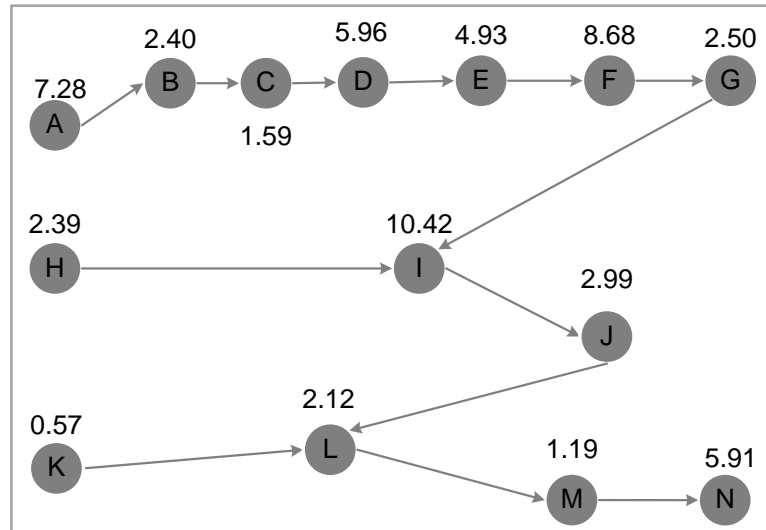 2.40 5.96 4.93 8.68 2.50
7.28
B C D E F G
A
1.59
2.39 10.42
H I
2.99
J
0.57 2.12
K L
1.19 5.91
M N